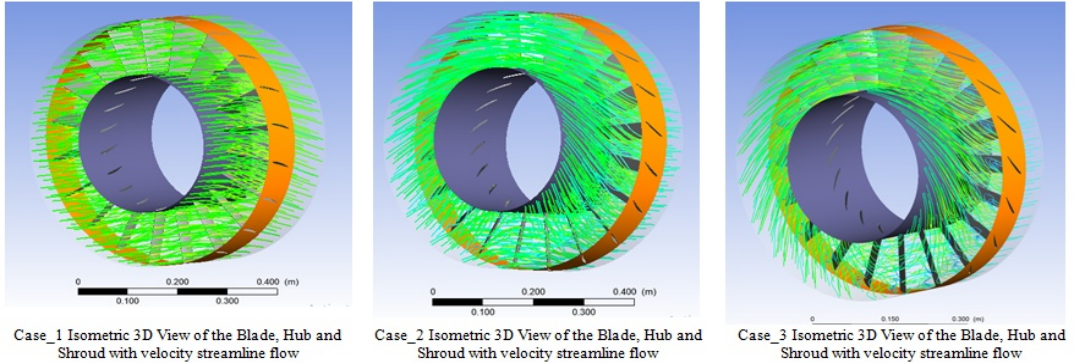 0 0.200 0.400 (m)
0.100 0.300
0 0.200 0.400 (m)
0.100 0.300
0 0.150 0.300 (m)
Case_1 Isometric 3D View of the Blade, Hub and
Shroud with velocity streamline flow
Case_2 Isometric 3D View of the Blade, Hub and
Shroud with velocity streamline flow
Case_3 Isometric 3D View of the Blade, Hub and
Shroud with velocity streamline flow